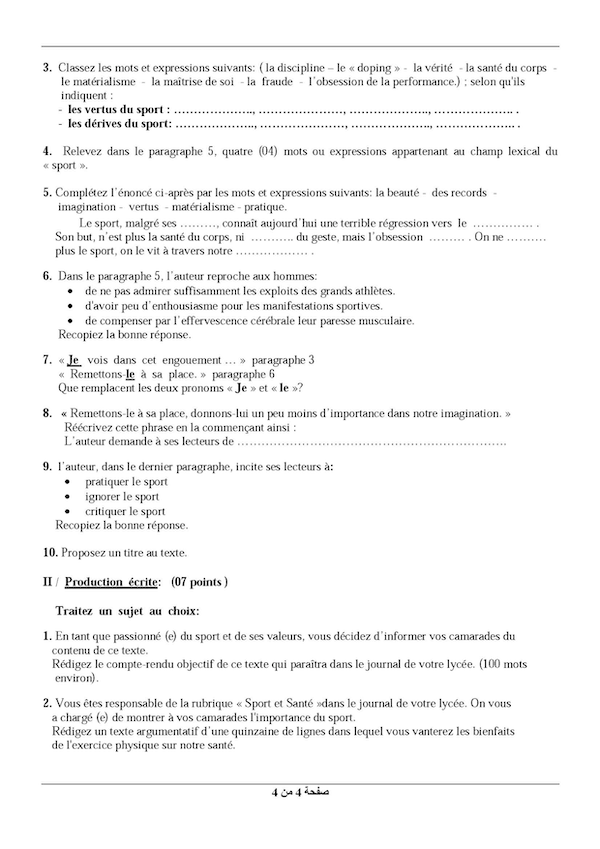 3. Classez les mots et expressions suivants: ( la discipline – le « doping » - la vérité - la santé du corps -
le matérialisme - la maîtrise de soi - la fraude - l'obsession de la performance.) ; selon qu'ils
indiquent :
- les vertus du sport : …………………, …………………, ……………….., ……………….. .
- les dérives du sport: ……………….., …………………, ……………….., ……………….. .
4. Relevez dans le paragraphe 5, quatre (04) mots ou expressions appartenant au champ lexical du
« sport ».
5. Complétez l'énoncé ci-après par les mots et expressions suivants: la beauté - des records -
imagination - vertus - matérialisme - pratique.
Le sport, malgré ses ………, connaît aujourd'hui une terrible régression vers le …………… .
Son but, n'est plus la santé du corps, ni ……….. du geste, mais l'obsession ……… . On ne ……….
plus le sport, on le vit à travers notre ……………… .
6. Dans le paragraphe 5, l'auteur reproche aux hommes:
• de ne pas admirer suffisamment les exploits des grands athlètes.
• d'avoir peu d'enthousiasme pour les manifestations sportives.
• de compenser par l'effervescence cérébrale leur paresse musculaire.
Recopiez la bonne réponse.
7. « Je vois dans cet engouement … » paragraphe 3
« Remettons-le à sa place. » paragraphe 6
Que remplacent les deux pronoms « Je » et « le »?
8. « Remettons-le à sa place, donnons-lui un peu moins d'importance dans notre imagination. »
Réécrivez cette phrase en la commençant ainsi :
L'auteur demande à ses lecteurs de ………………………………………………………….
9. l'auteur, dans le dernier paragraphe, incite ses lecteurs à:
• pratiquer le sport
• ignorer le sport
• critiquer le sport
Recopiez la bonne réponse.
10. Proposez un titre au texte.
II / Production écrite: (07 points )
Traitez un sujet au choix:
1. En tant que passionné (e) du sport et de ses valeurs, vous décidez d'informer vos camarades du
contenu de ce texte.
Rédigez le compte-rendu objectif de ce texte qui paraîtra dans le journal de votre lycée. (100 mots
environ).
2. Vous êtes responsable de la rubrique « Sport et Santé »dans le journal de votre lycée. On vous
a chargé (e) de montrer à vos camarades l'importance du sport.
Rédigez un texte argumentatif d'une quinzaine de lignes dans lequel vous vanterez les bienfaits
de l'exercice physique sur notre santé.
صفحة 4 من 4